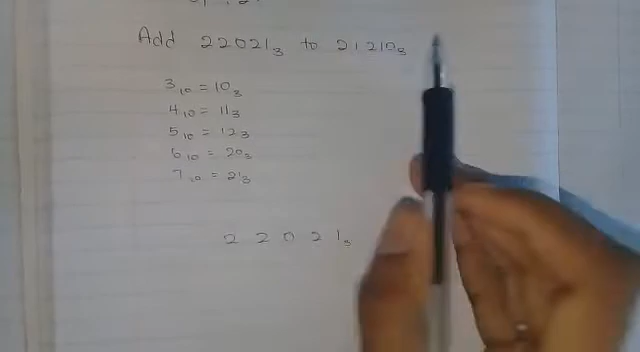 Add 22021₃ to 21210₃
3₁₀ = 10₃
4₁₀ = 11₃
5₁₀ = 12₃
6₁₀ = 20₃
7₁₀ = 21₃
2 2 0 2 1₃